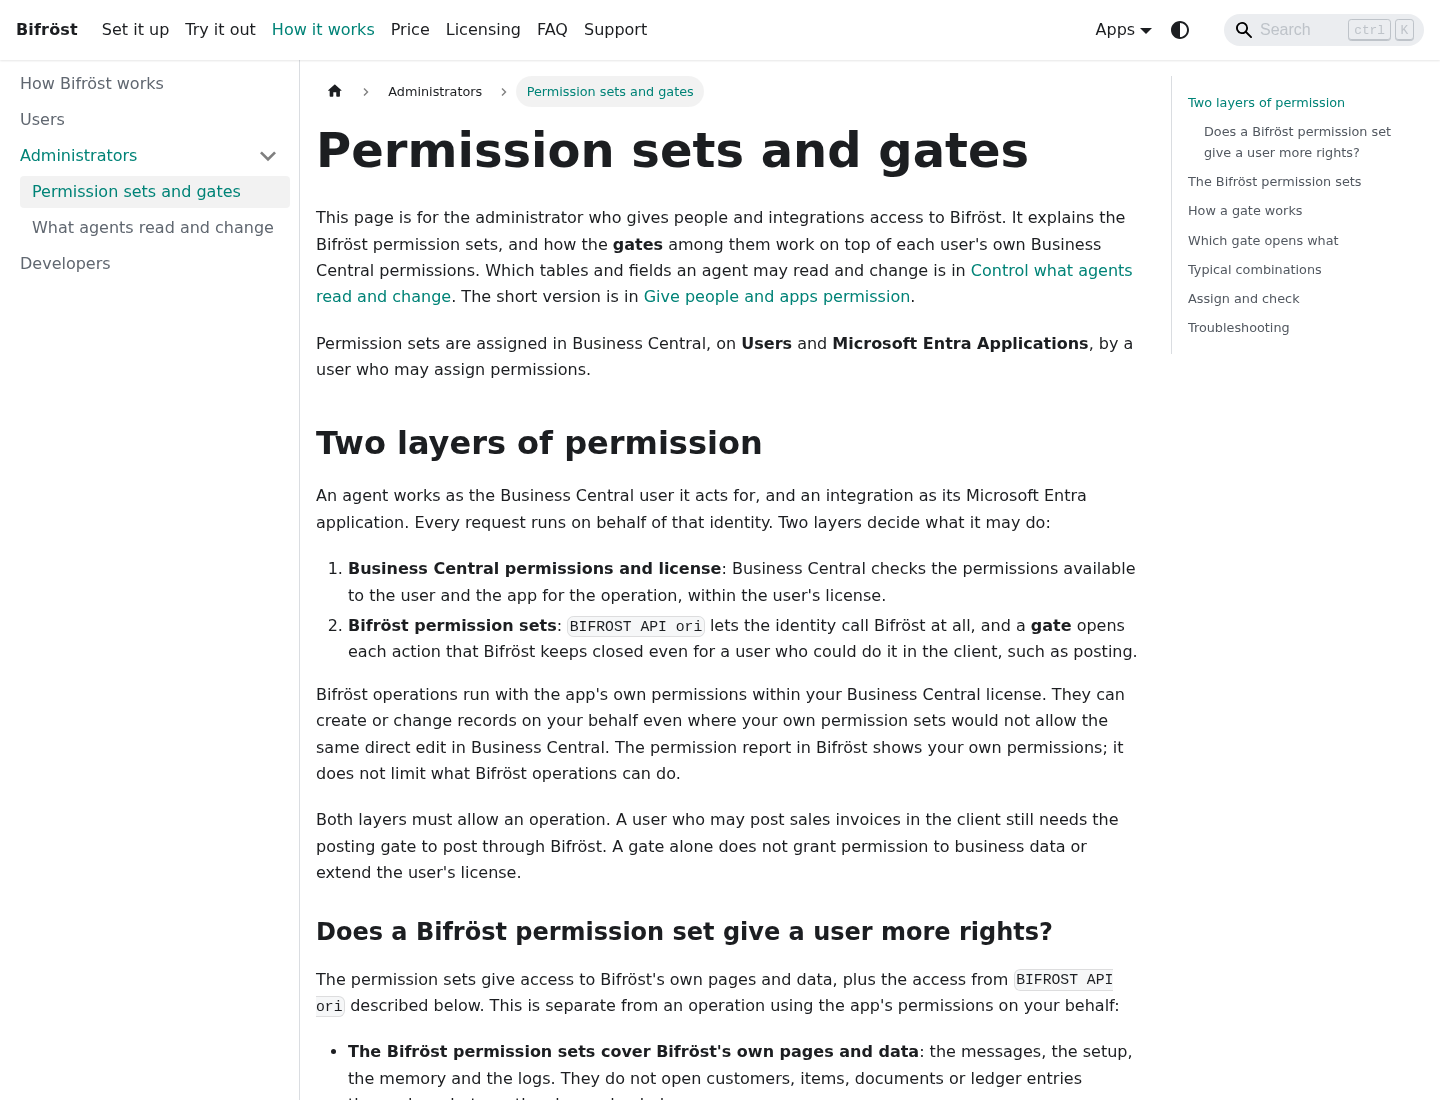 Bifröst Set it up Try it out How it works Price Licensing FAQ Support Apps Search ctrl K
How Bifröst works
Users
Administrators
Permission sets and gates
What agents read and change
Developers
Administrators Permission sets and gates
Permission sets and gates
This page is for the administrator who gives people and integrations access to Bifröst. It explains the
Bifröst permission sets, and how the gates among them work on top of each user's own Business
Central permissions. Which tables and fields an agent may read and change is in Control what agents
read and change. The short version is in Give people and apps permission.
Permission sets are assigned in Business Central, on Users and Microsoft Entra Applications, by a
user who may assign permissions.
Two layers of permission
An agent works as the Business Central user it acts for, and an integration as its Microsoft Entra
application. Every request runs on behalf of that identity. Two layers decide what it may do:
1. Business Central permissions and license: Business Central checks the permissions available
to the user and the app for the operation, within the user's license.
2. Bifröst permission sets: BIFROST API ori lets the identity call Bifröst at all, and a gate opens
each action that Bifröst keeps closed even for a user who could do it in the client, such as posting.
Bifröst operations run with the app's own permissions within your Business Central license. They can
create or change records on your behalf even where your own permission sets would not allow the
same direct edit in Business Central. The permission report in Bifröst shows your own permissions; it
does not limit what Bifröst operations can do.
Both layers must allow an operation. A user who may post sales invoices in the client still needs the
posting gate to post through Bifröst. A gate alone does not grant permission to business data or
extend the user's license.
Does a Bifröst permission set give a user more rights?
The permission sets give access to Bifröst's own pages and data, plus the access from BIFROST API
ori described below. This is separate from an operation using the app's permissions on your behalf:
• The Bifröst permission sets cover Bifröst's own pages and data: the messages, the setup,
the memory and the logs. They do not open customers, items, documents or ledger entries
Two layers of permission
Does a Bifröst permission set
give a user more rights?
The Bifröst permission sets
How a gate works
Which gate opens what
Typical combinations
Assign and check
Troubleshooting